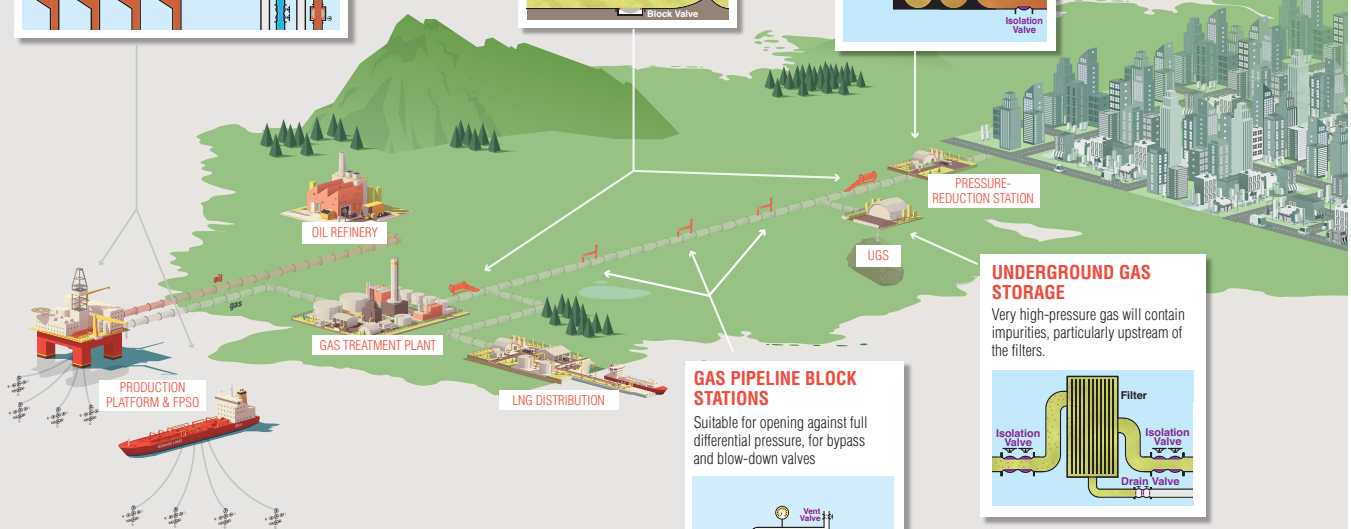 Block Valve
Isolation
Valve
OIL REFINERY
PRESSURE-
REDUCTION STATION
UGS
oil
gas
GAS TREATMENT PLANT
PRODUCTION
PLATFORM & FPSO
LNG DISTRIBUTION
GAS PIPELINE BLOCK
STATIONS
Suitable for opening against full
differential pressure, for bypass
and blow-down valves
Vent
Valve
UNDERGROUND GAS
STORAGE
Very high-pressure gas will contain
impurities, particularly upstream of
the filters.
Filter
Isolation
Valve
Isolation
Valve
Drain Valve